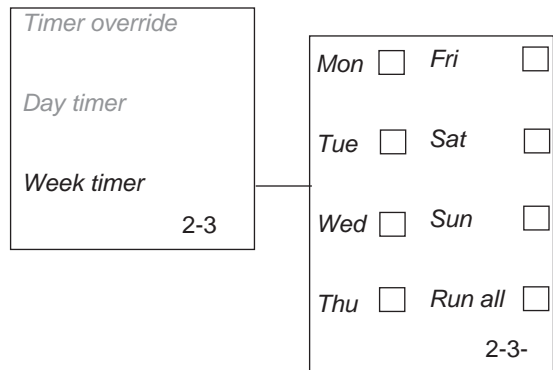 Timer override
Day timer
Week timer
2-3
Mon Fri
Tue Sat
Wed Sun
Thu Run all
2-3-